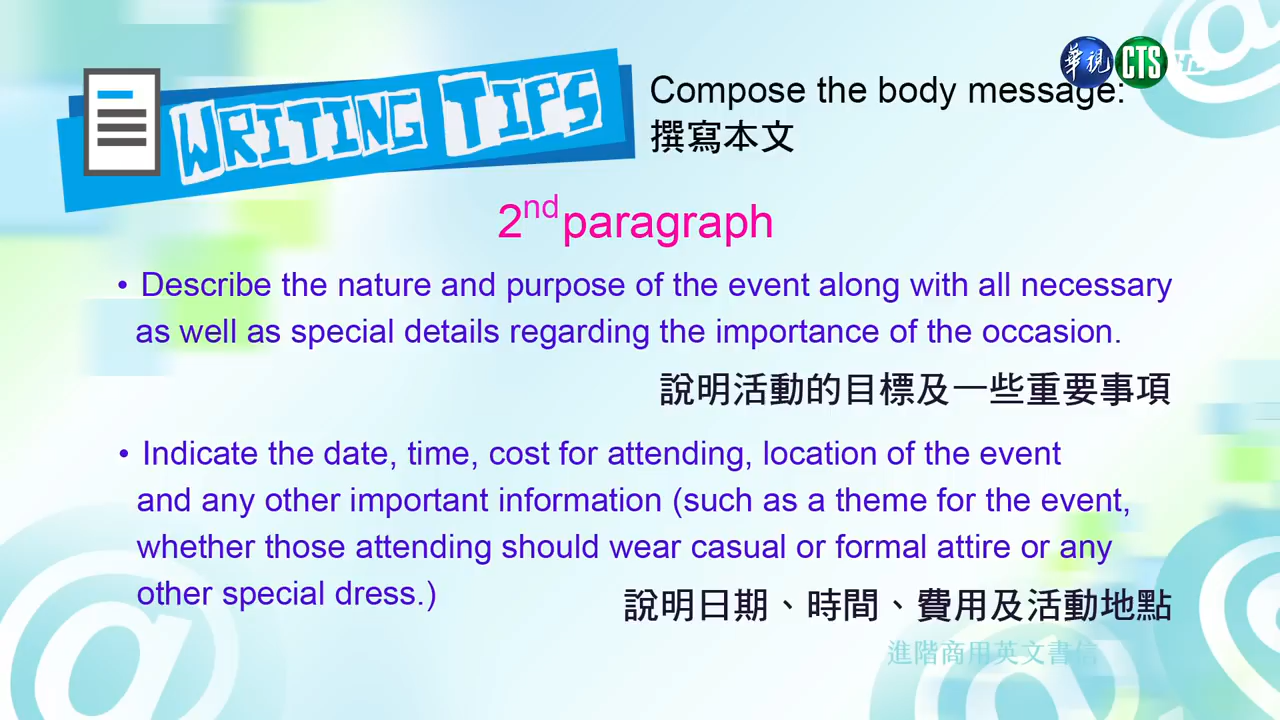 WRITING TIPS
Compose the body message:
撰寫本文
華視 CTS HD
2nd paragraph
• Describe the nature and purpose of the event along with all necessary
as well as special details regarding the importance of the occasion.
說明活動的目標及一些重要事項
• Indicate the date, time, cost for attending, location of the event
and any other important information (such as a theme for the event,
whether those attending should wear casual or formal attire or any
other special dress.)
說明日期、時間、費用及活動地點
進階商用英文書信